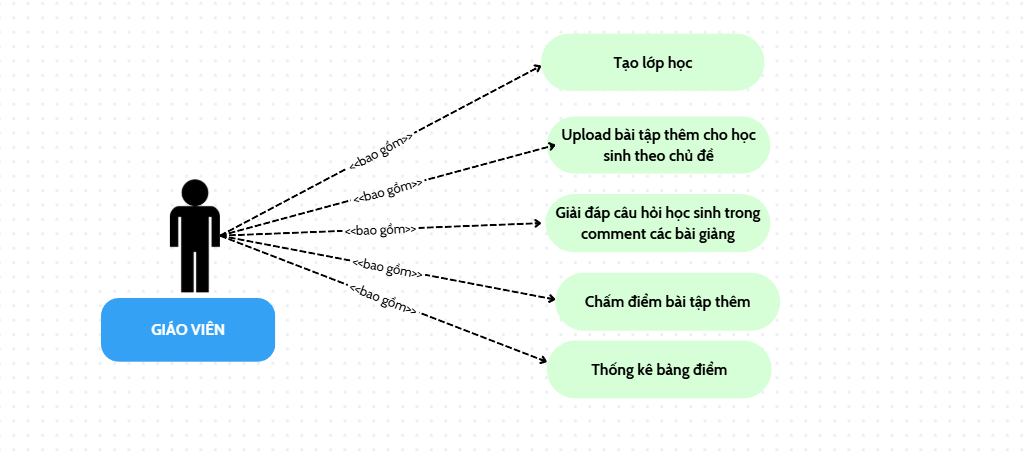 Tạo lớp học
<<bao gồm>>
Upload bài tập thêm cho học
sinh theo chủ đề
<<bao gồm>>
Giải đáp câu hỏi học sinh trong
comment các bài giảng
<<bao gồm>>
<<bao gồm>>
Chấm điểm bài tập thêm
<<bao gồm>>
GIÁO VIÊN
Thống kê bảng điểm